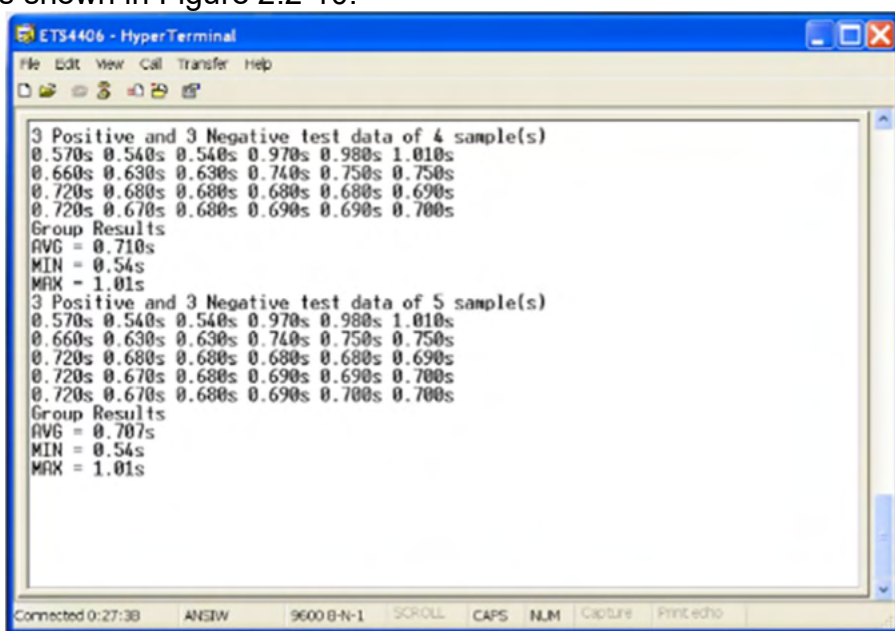 s shown in Figure 2.2-10.
ETS4406 - HyperTerminal
File Edit View Call Transfer Help
3 Positive and 3 Negative test data of 4 sample(s)
0.570s 0.540s 0.540s 0.970s 0.980s 1.010s
0.660s 0.630s 0.630s 0.740s 0.750s 0.750s
0.720s 0.680s 0.680s 0.680s 0.680s 0.690s
0.720s 0.670s 0.680s 0.690s 0.690s 0.700s
Group Results
AVG = 0.710s
MIN = 0.54s
MAX = 1.01s
3 Positive and 3 Negative test data of 5 sample(s)
0.570s 0.540s 0.540s 0.970s 0.980s 1.010s
0.660s 0.630s 0.630s 0.740s 0.750s 0.750s
0.720s 0.680s 0.680s 0.680s 0.680s 0.690s
0.720s 0.670s 0.680s 0.690s 0.690s 0.700s
0.720s 0.670s 0.680s 0.690s 0.700s 0.700s
Group Results
AVG = 0.707s
MIN = 0.54s
MAX = 1.01s
Connected 0:27:38 ANSIW 9600 8-N-1 SCROLL CAPS NUM Capture Print echo